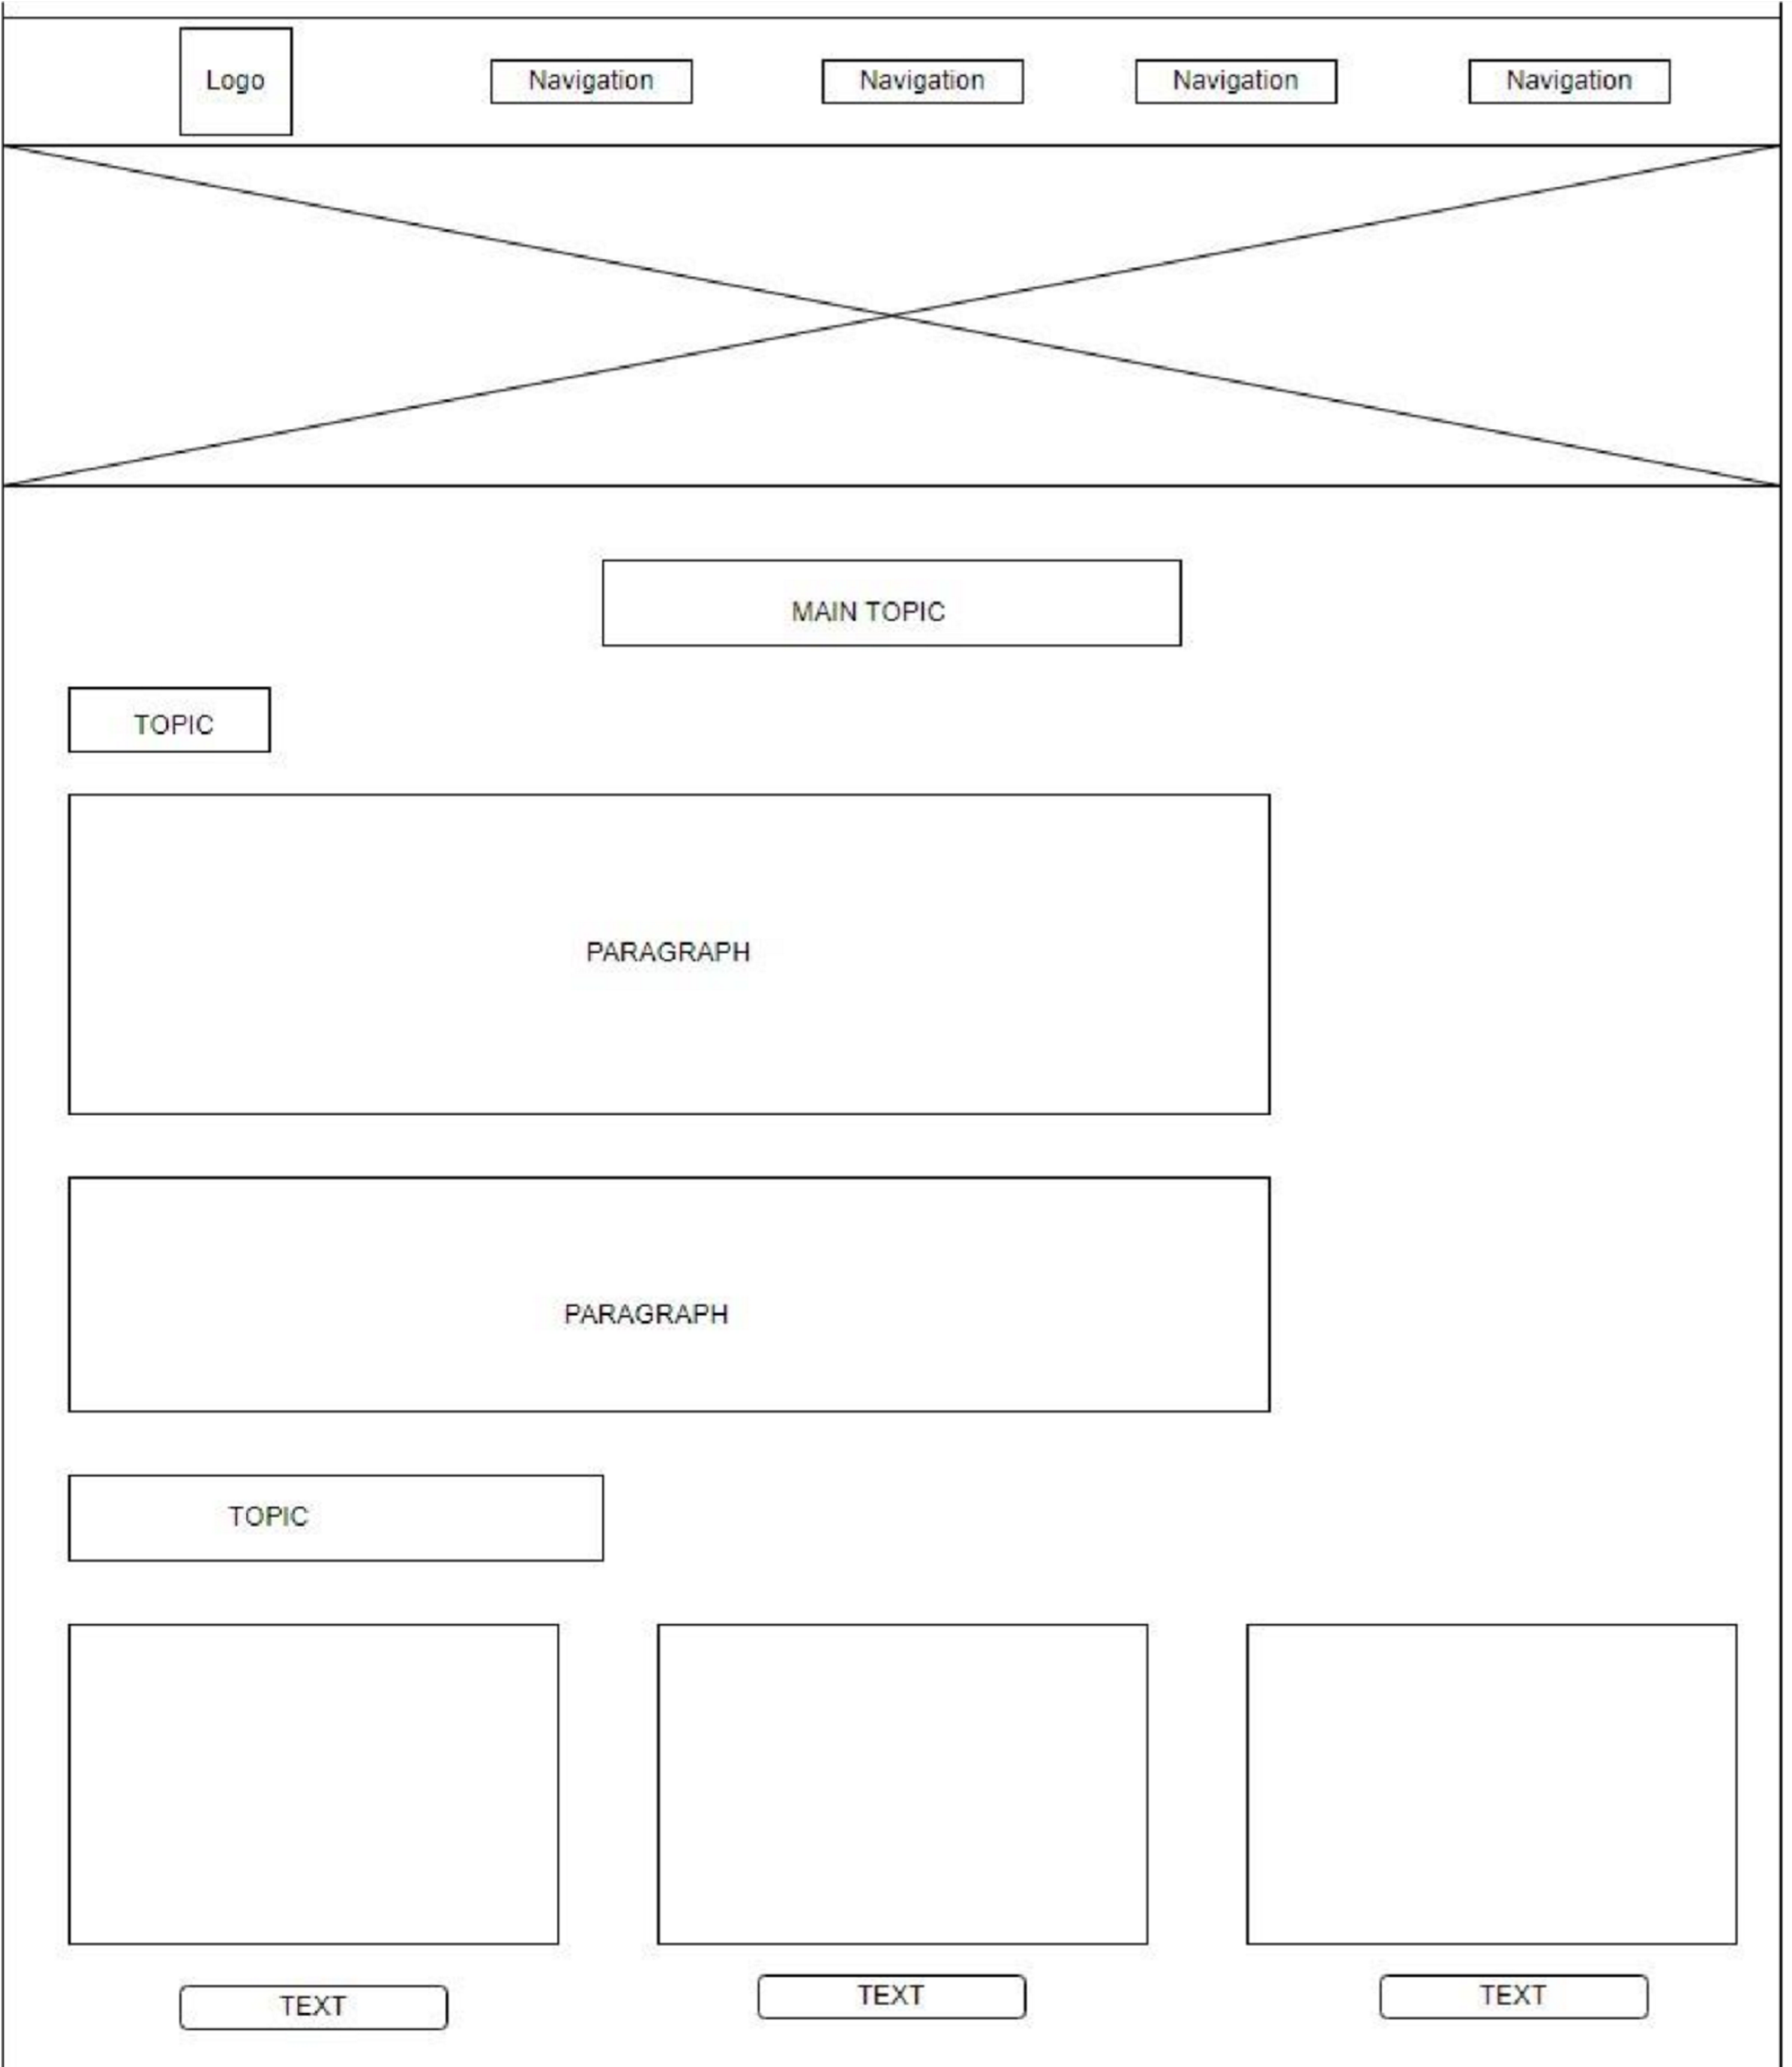 Logo
Navigation
Navigation
Navigation
Navigation
MAIN TOPIC
TOPIC
PARAGRAPH
PARAGRAPH
TOPIC
TEXT
TEXT
TEXT